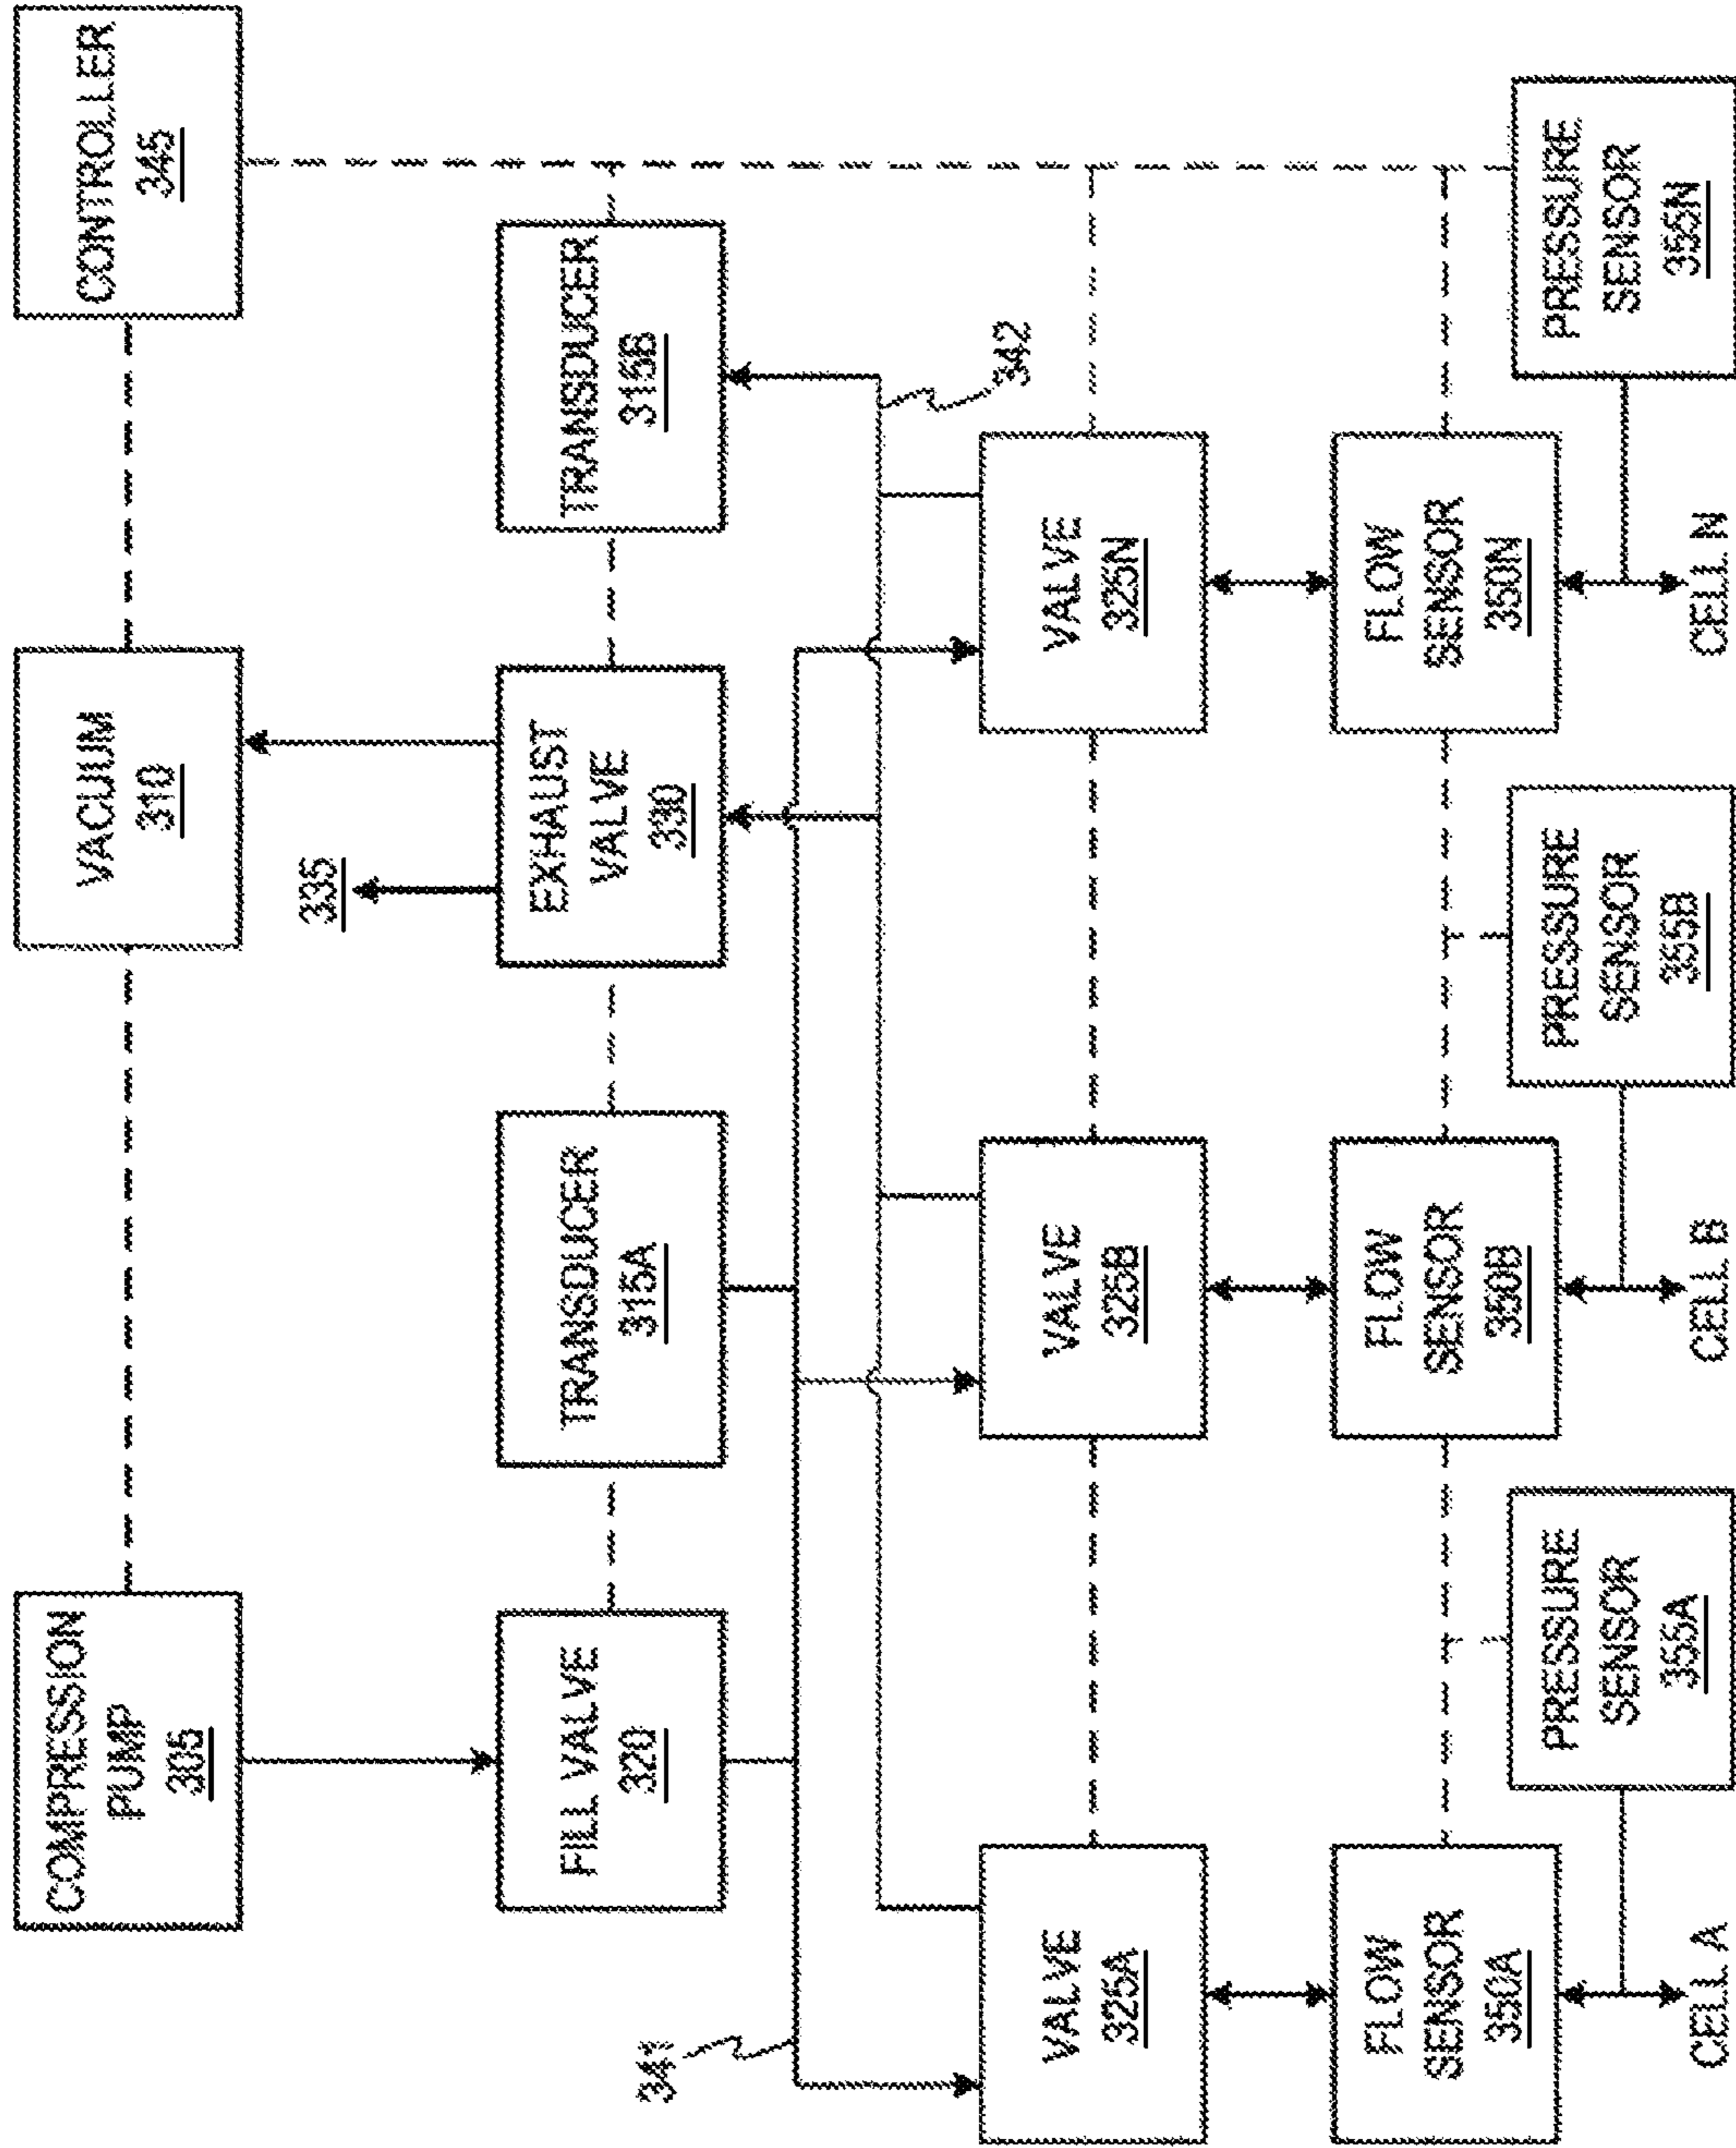 COMPRESSION
PUMP
305
VACUUM
310
CONTROLLER
345
335
FILL VALVE
320
TRANSDUCER
315A
EXHAUST
VALVE
330
TRANSDUCER
315B
341
342
VALVE
325A
VALVE
325B
VALVE
325N
FLOW
SENSOR
350A
FLOW
SENSOR
350B
FLOW
SENSOR
350N
PRESSURE
SENSOR
355A
PRESSURE
SENSOR
355B
PRESSURE
SENSOR
355N
CELL A
CELL B
CELL N